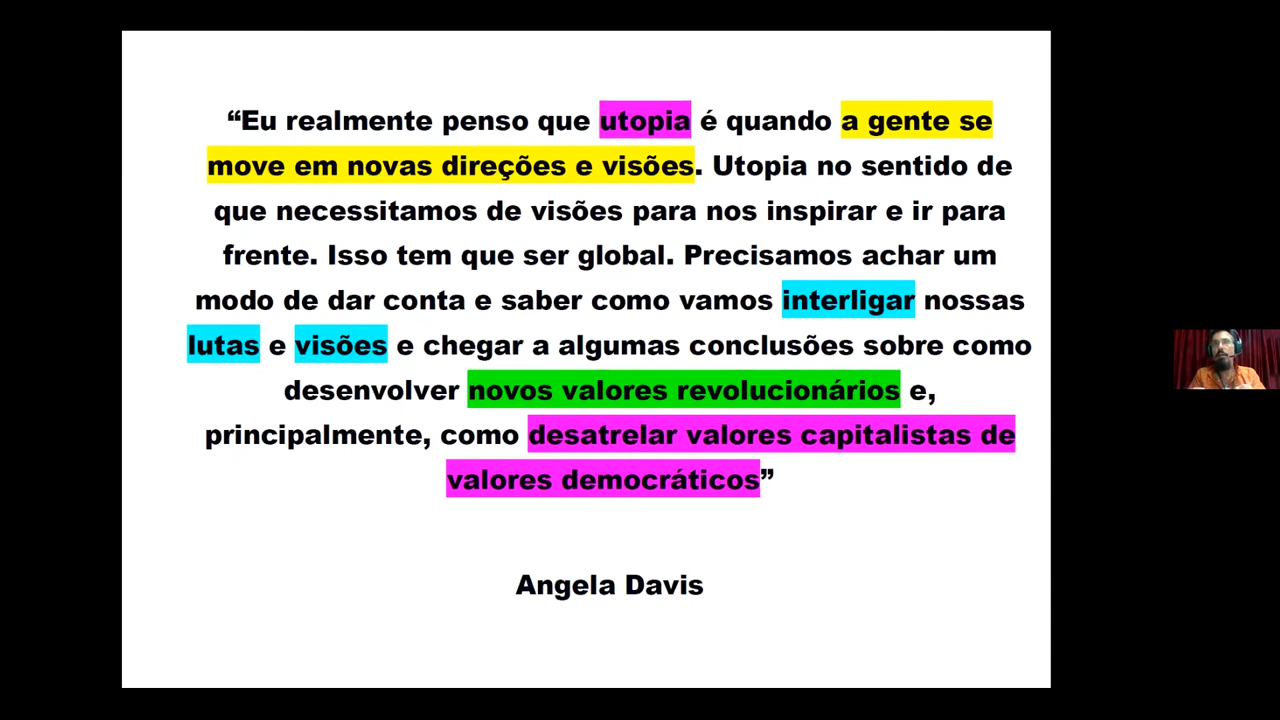 “Eu realmente penso que utopia é quando a gente se
move em novas direções e visões. Utopia no sentido de
que necessitamos de visões para nos inspirar e ir para
frente. Isso tem que ser global. Precisamos achar um
modo de dar conta e saber como vamos interligar nossas
lutas e visões e chegar a algumas conclusões sobre como
desenvolver novos valores revolucionários e,
principalmente, como desatrelar valores capitalistas de
valores democráticos”
Angela Davis